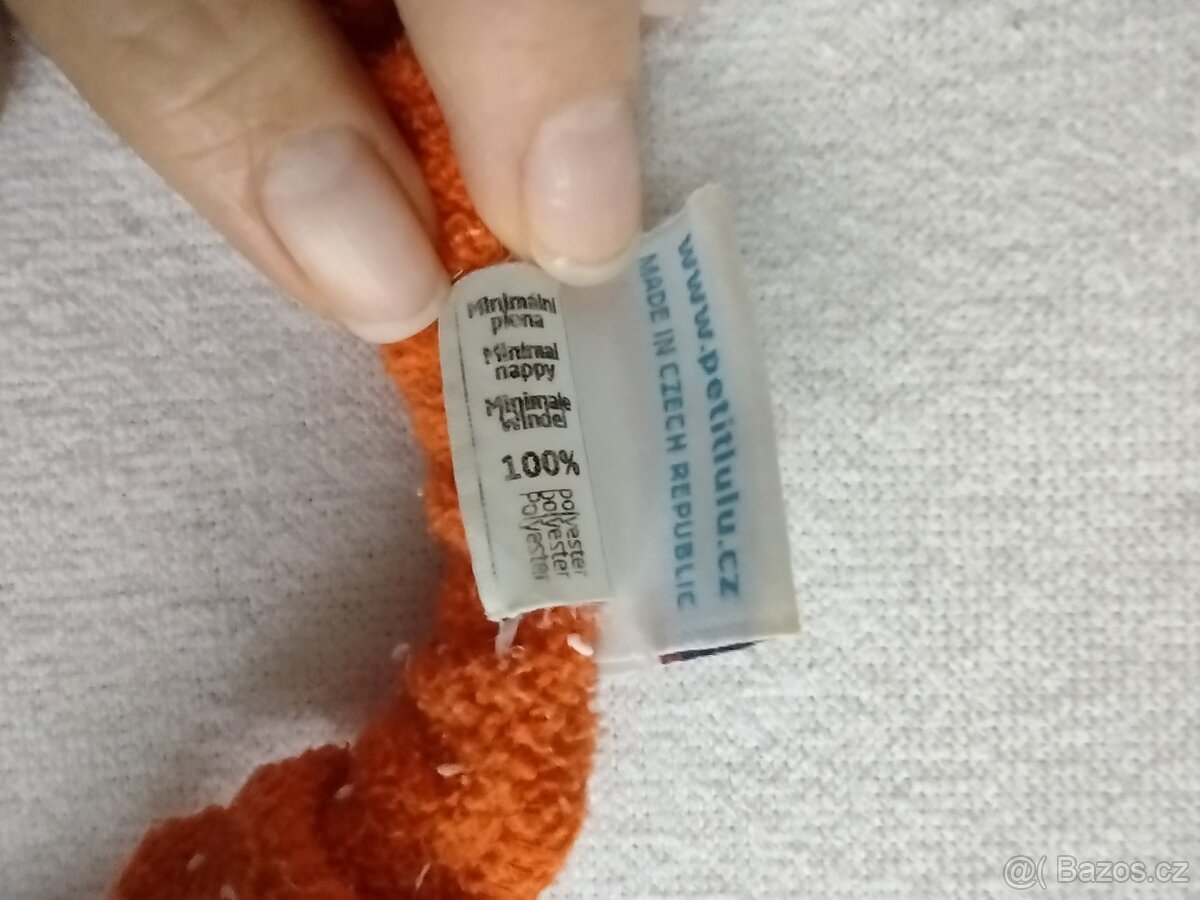 Minimální
plena
Minimal
nappy
Minimale
Windel
100%
polyester
polyester
Polyester
www.petitlulu.cz
MADE IN CZECH REPUBLIC
@( Bazos.cz